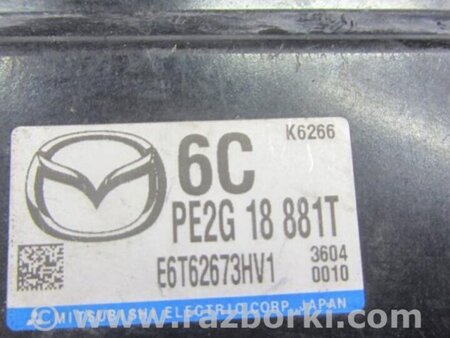 K6266
6C
PE2G 18 881T
E6T62673HV1
3604
0010
MITSUBISHI ELECTRIC CORP. JAPAN
www.razborki.com